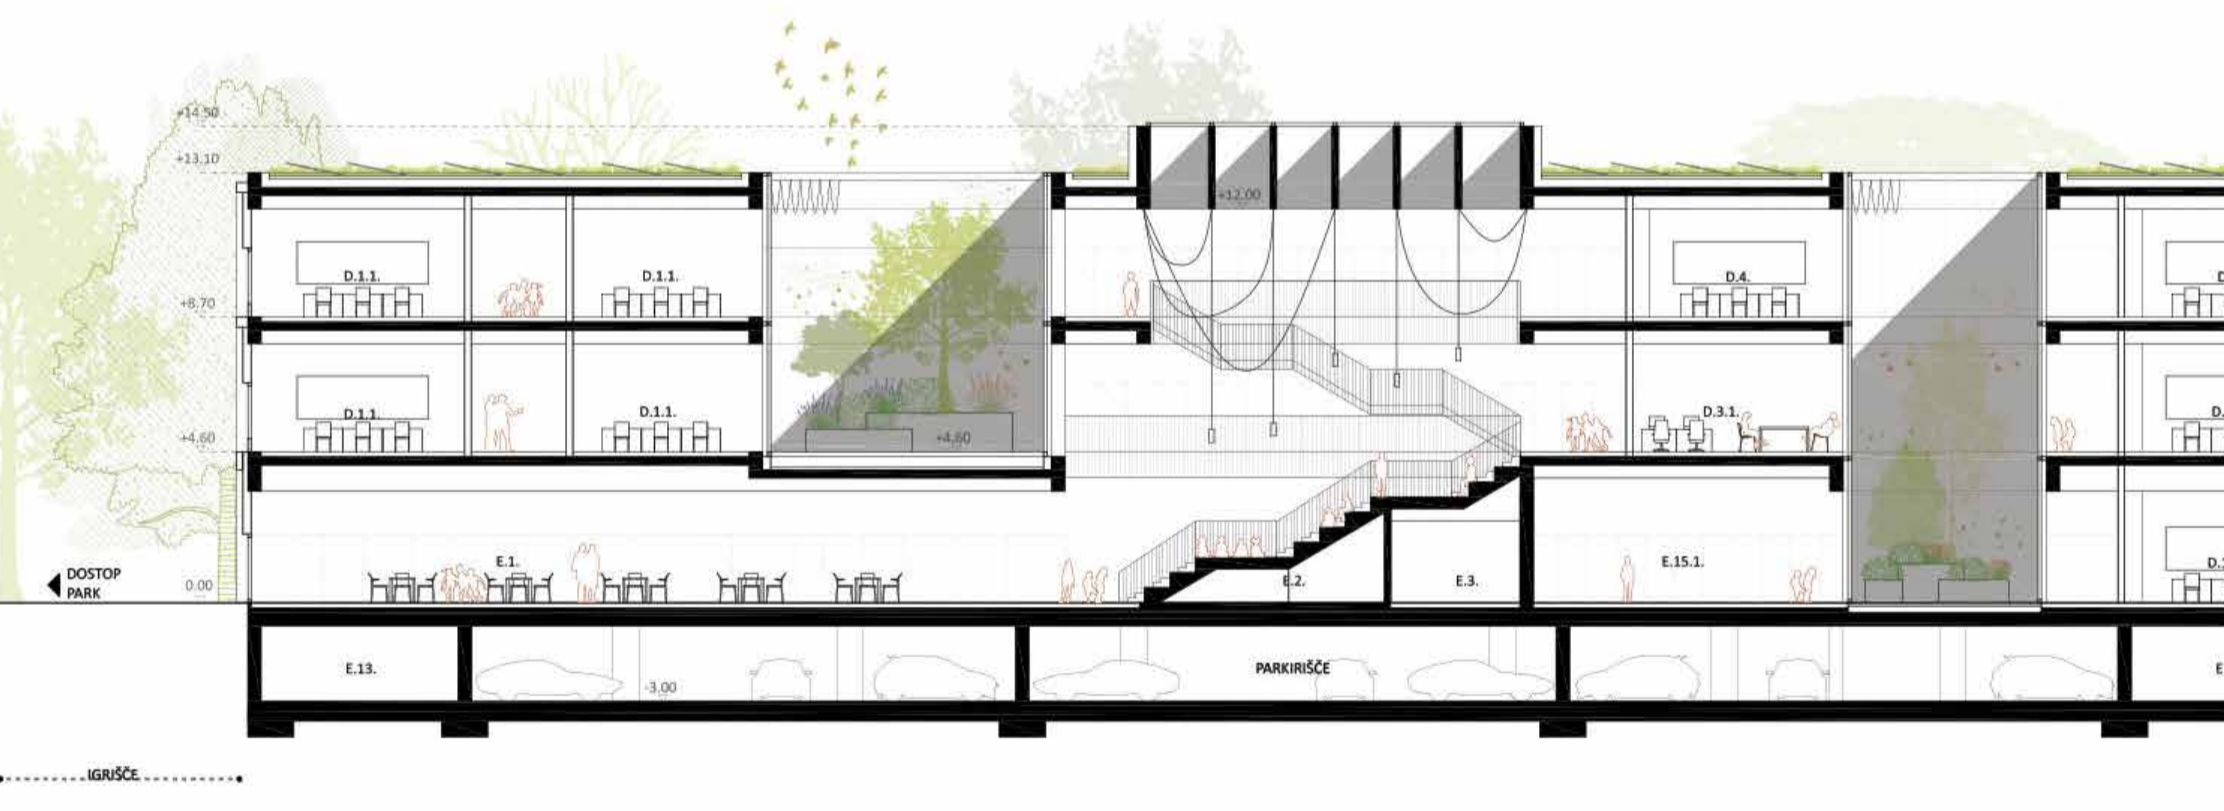 +14,50
+13,10
+12,00
D.1.1.
D.1.1.
D.4.
+8,70
D.1.1.
D.1.1.
D.3.1.
+4,60
+4,60
E.1.
E.2.
E.3.
E.15.1.
DOSTOP
PARK
0.00
E.13.
-3.00
PARKIRIŠČE
IGRIŠČE